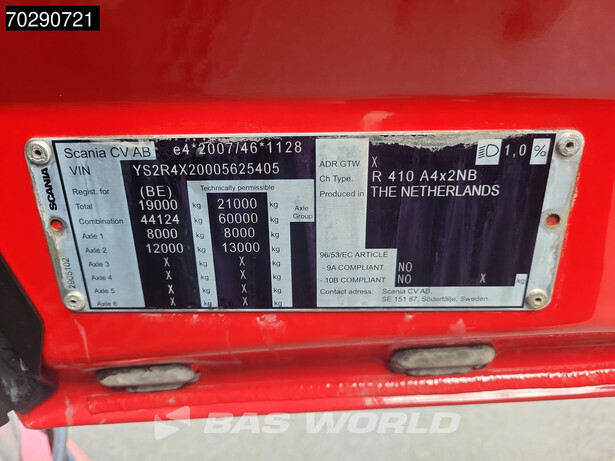 70290721
Scania CV AB e4*2007/46*1128
VIN YS2R4X20005625405
Regist. for (BE) Technically permissible
Total 19000 kg 21000 kg
Combination 44124 kg 60000 kg
Axle 1 8000 kg 8000 kg
Axle 2 12000 kg 13000 kg
Axle 3 X kg X kg
Axle 4 X kg X kg
Axle 5 X kg X kg
Axle 6 X kg X kg
Axle Group
SCANIA
2905102
1,0 %
ADR GTW X
Ch Type. R 410 A4x2NB
Produced in THE NETHERLANDS
96/53/EC ARTICLE
- 9A COMPLIANT NO
- 10B COMPLIANT NO X kg
Contact adress: Scania CV AB,
SE 151 87, Södertälje, Sweden
BAS WORLD